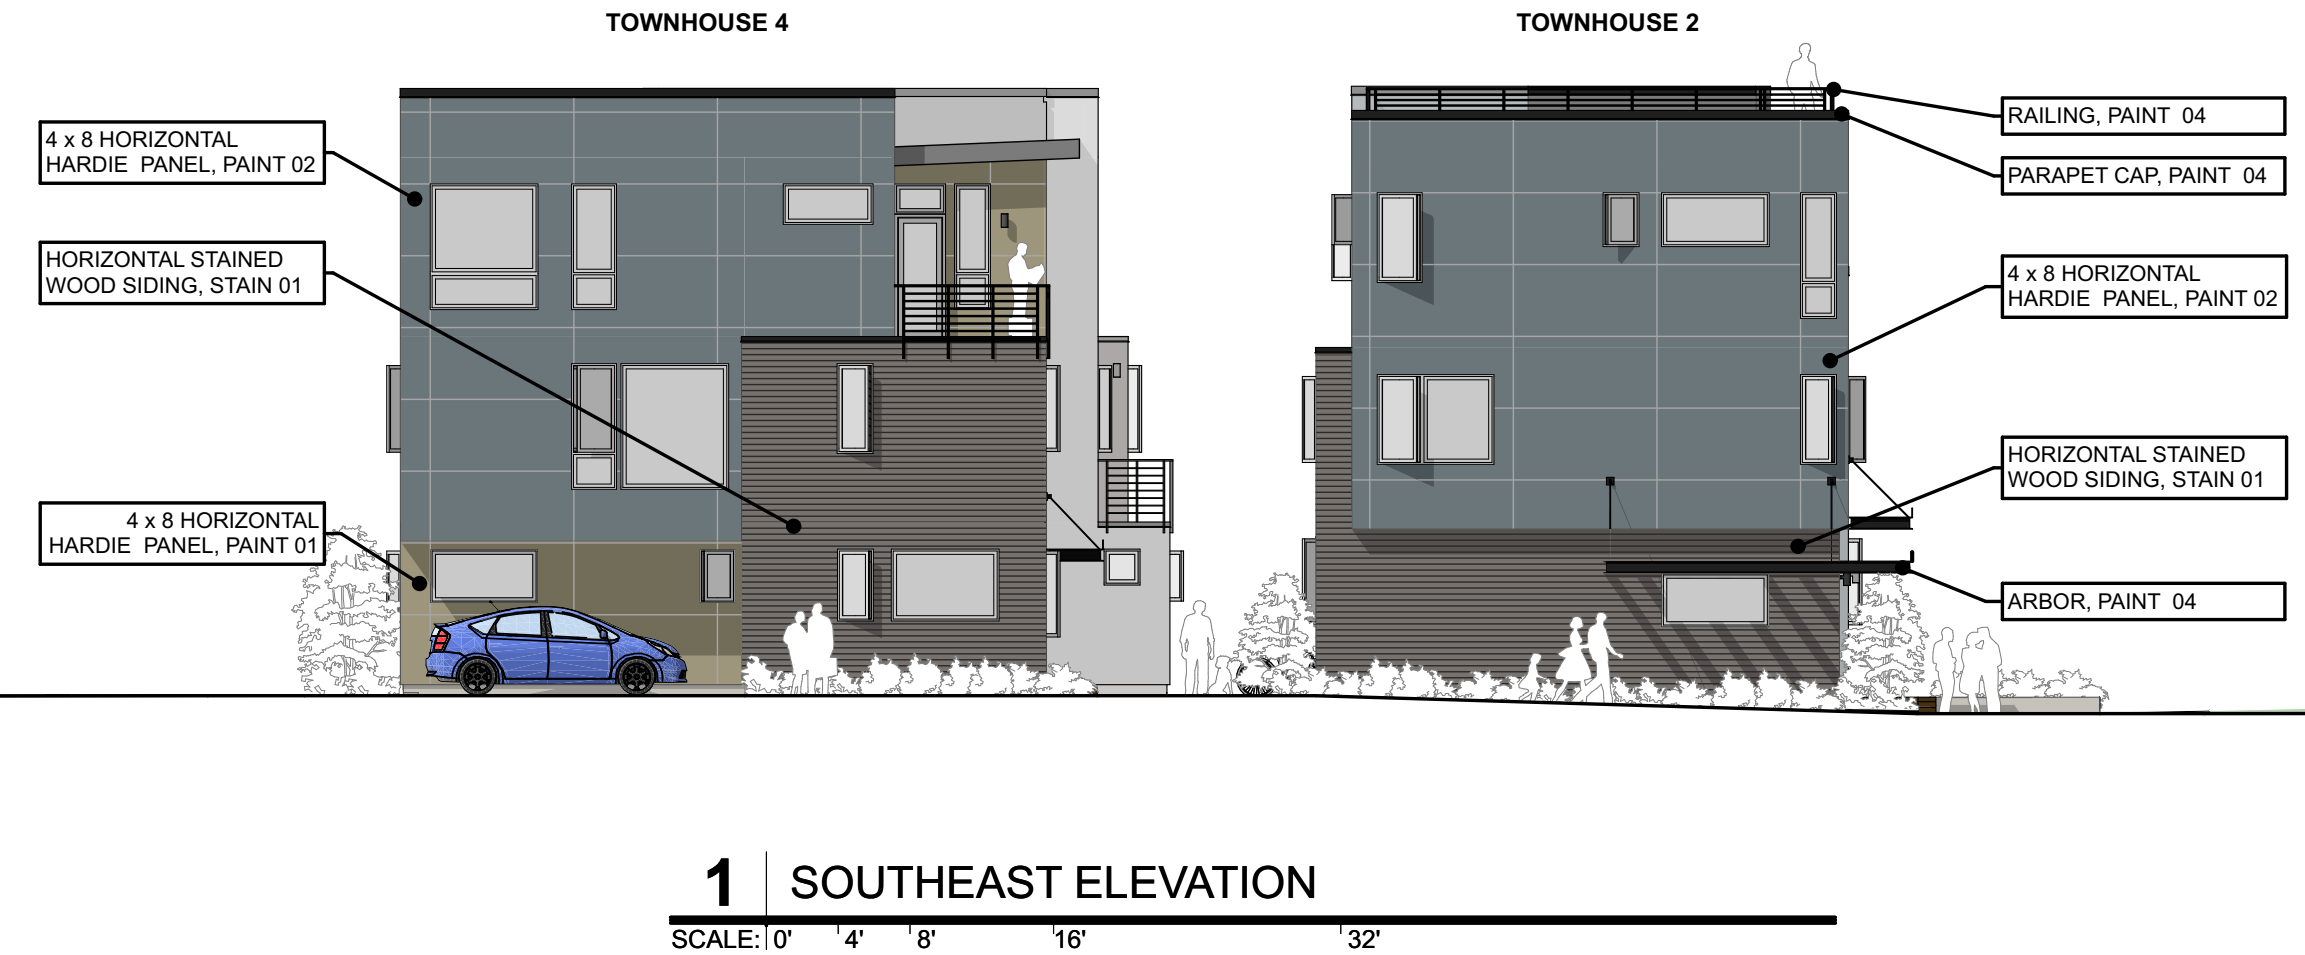 TOWNHOUSE 4
TOWNHOUSE 2
4 x 8 HORIZONTAL
HARDIE PANEL, PAINT 02
HORIZONTAL STAINED
WOOD SIDING, STAIN 01
4 x 8 HORIZONTAL
HARDIE PANEL, PAINT 01
RAILING, PAINT 04
PARAPET CAP, PAINT 04
4 x 8 HORIZONTAL
HARDIE PANEL, PAINT 02
HORIZONTAL STAINED
WOOD SIDING, STAIN 01
ARBOR, PAINT 04
1 SOUTHEAST ELEVATION
SCALE: 0' 4' 8' 16' 32'